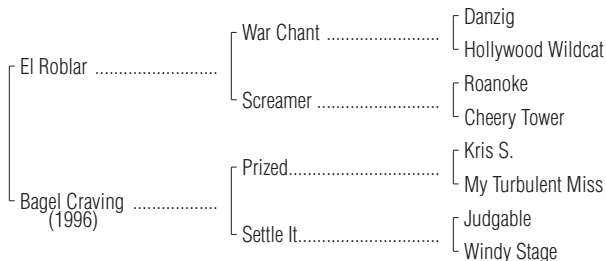 Danzig
War Chant ........................
Hollywood Wildcat
El Roblar ..........................
Roanoke
Screamer ..........................
Cheery Tower
Kris S.
Prized................................
My Turbulent Miss
Bagel Craving ..................
(1996)
Judgable
Settle It..............................
Windy Stage